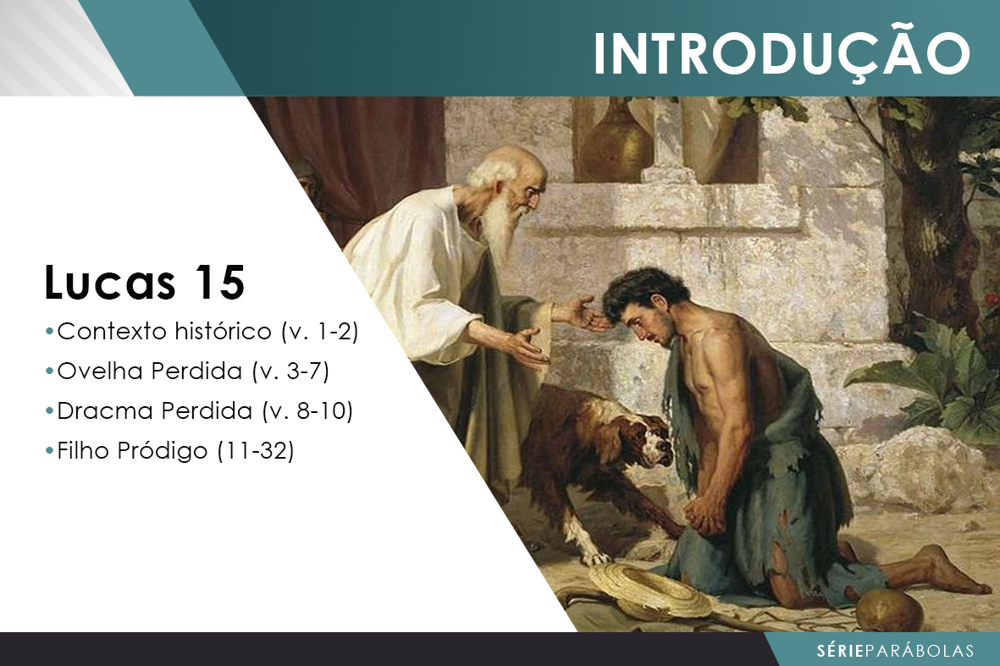 INTRODUÇÃO
Lucas 15
•Contexto histórico (v. 1-2)
•Ovelha Perdida (v. 3-7)
•Dracma Perdida (v. 8-10)
•Filho Pródigo (11-32)
SÉRIEPARÁBOLAS